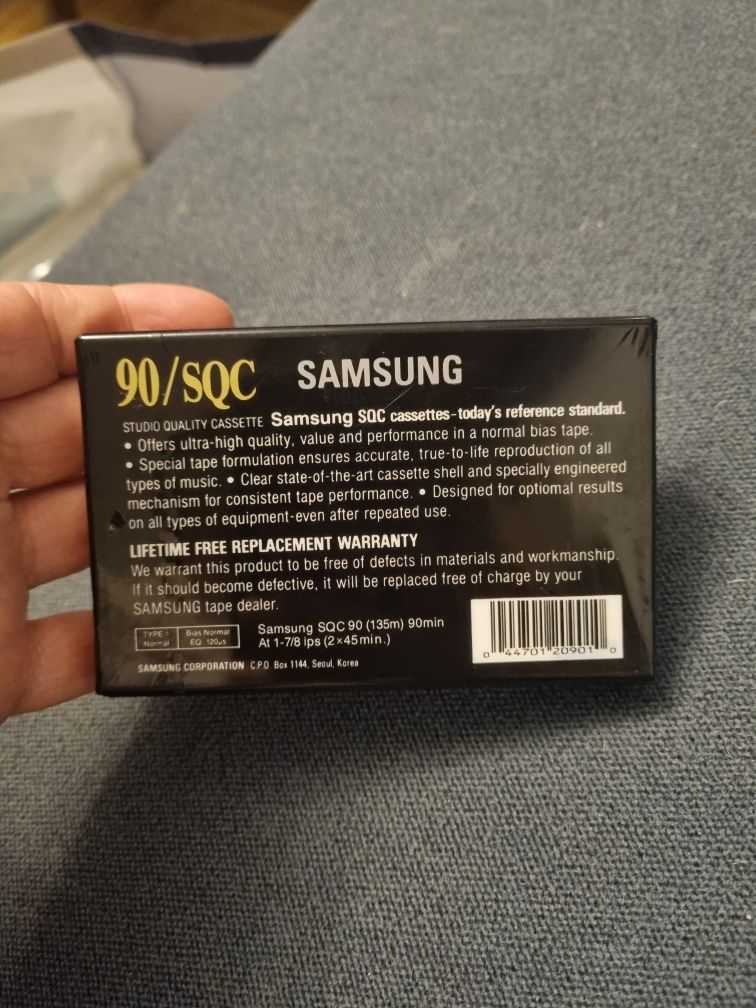 90/SQC SAMSUNG
STUDIO QUALITY CASSETTE Samsung SQC cassettes-today's reference standard.
• Offers ultra-high quality, value and performance in a normal bias tape.
• Special tape formulation ensures accurate, true-to-life reproduction of all
types of music. • Clear state-of-the-art cassette shell and specially engineered
mechanism for consistent tape performance. • Designed for optiomal results
on all types of equipment-even after repeated use.
LIFETIME FREE REPLACEMENT WARRANTY
We warrant this product to be free of defects in materials and workmanship.
If it should become defective, it will be replaced free of charge by your
SAMSUNG tape dealer.
TYPE I Bias Normal Samsung SQC 90 (135m) 90min
Normal EQ 120µs At 1-7/8 ips (2×45min.)
0 44701 20901 0
SAMSUNG CORPORATION C.P.O. Box 1144, Seoul, Korea